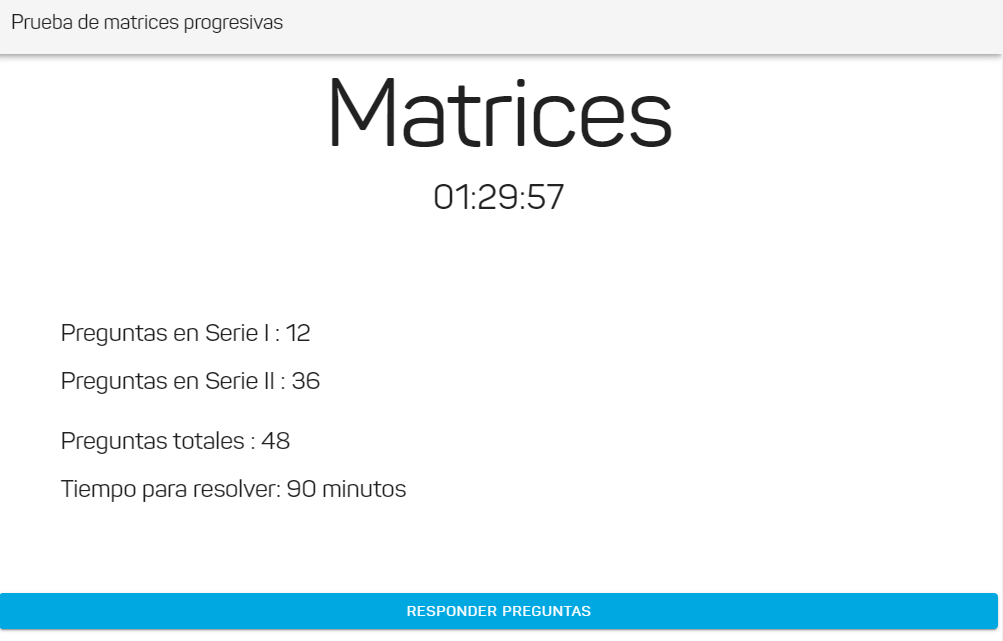 Prueba de matrices progresivas
Matrices
01:29:57
Preguntas en Serie I : 12
Preguntas en Serie II : 36
Preguntas totales : 48
Tiempo para resolver: 90 minutos
RESPONDER PREGUNTAS